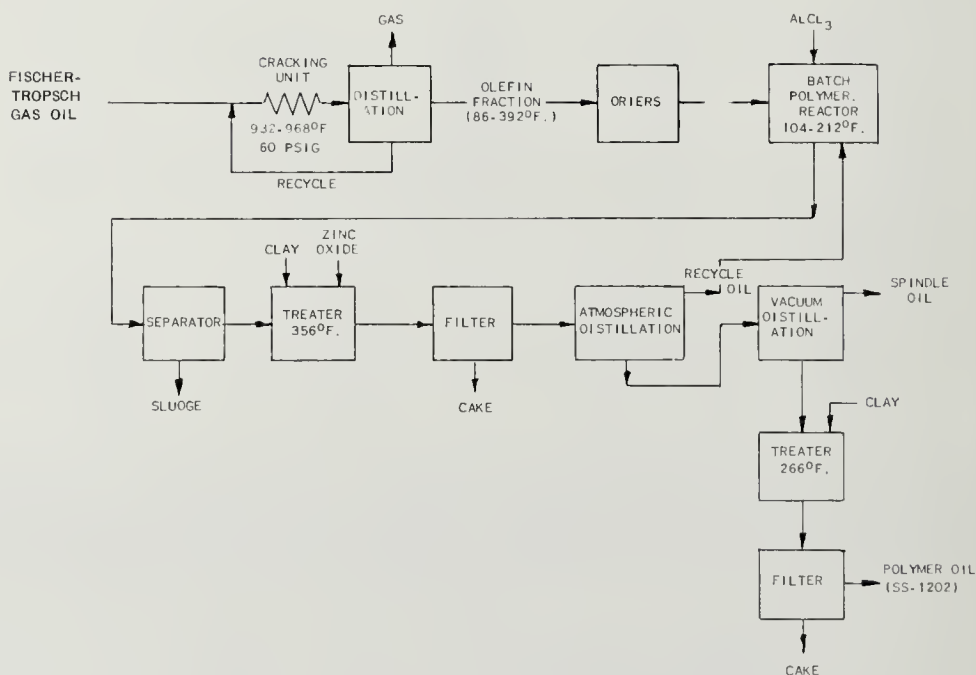 GAS
ALCL3
FISCHER-
TROPSCH
GAS OIL
CRACKING
UNIT
932-968°F
60 PSIG
DISTILL-
ATION
RECYCLE
OLEFIN
FRACTION
(86-392°F.)
ORIERS
BATCH
POLYMER.
REACTOR
104-212°F.
CLAY
ZINC
OXIDE
SEPARATOR
SLUOGE
TREATER
356°F.
FILTER
CAKE
ATMOSPHERIC
DISTILLATION
RECYCLE
OIL
VACUUM
DISTILL-
ATION
SPINDLE
OIL
CLAY
TREATER
266°F.
FILTER
POLYMER OIL
(SS-1202)
CAKE